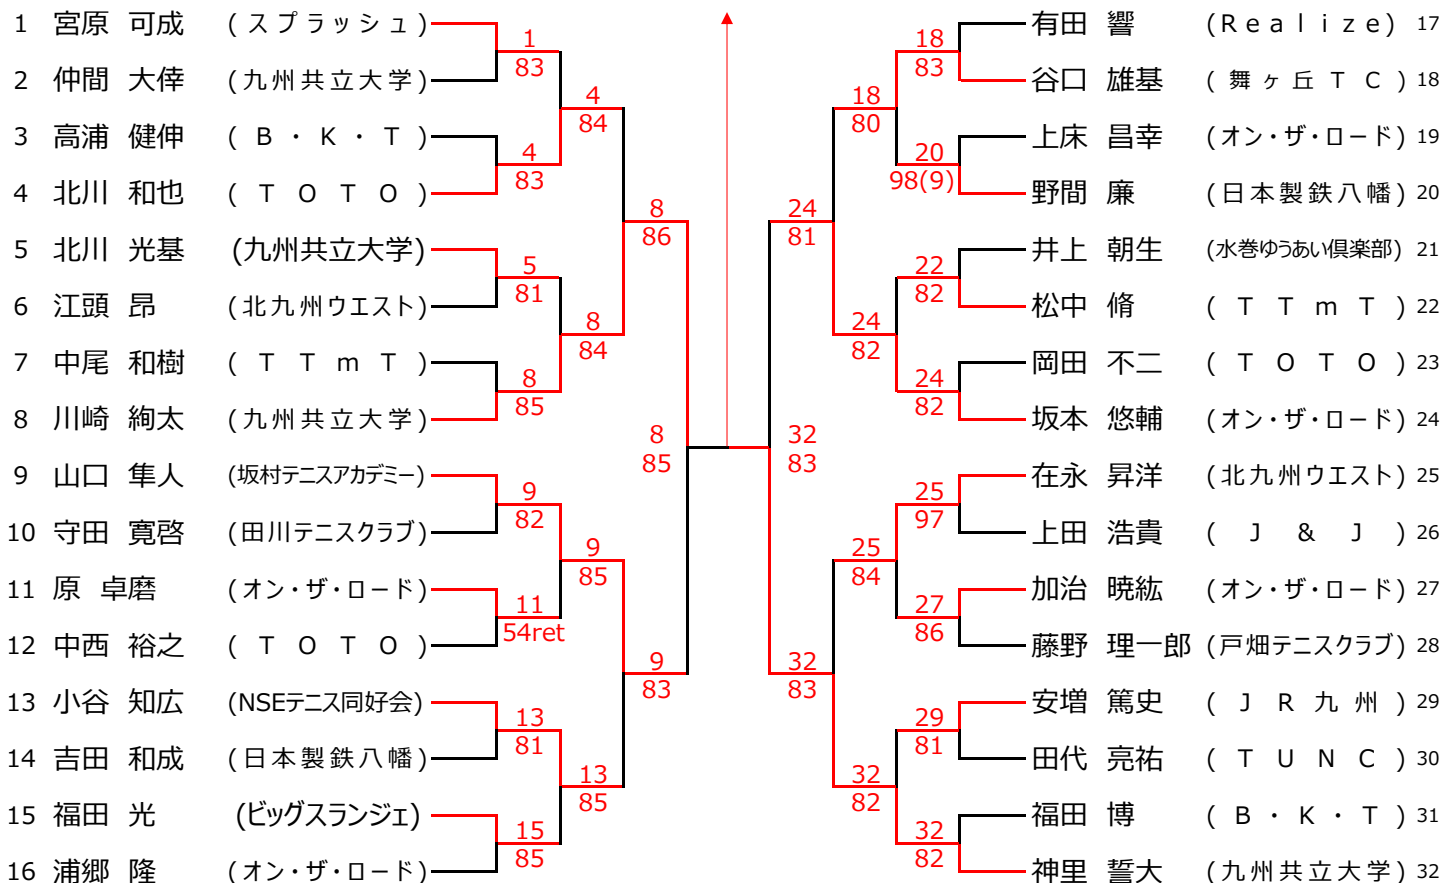 1 宮原 可成 (スプラッシュ)
2 仲間 大倖 (九州共立大学)
3 高浦 健伸 (B・K・T)
4 北川 和也 (TOTO)
5 北川 光基 (九州共立大学)
6 江頭 昂 (北九州ウエスト)
7 中尾 和樹 (TTmT)
8 川崎 絢太 (九州共立大学)
9 山口 隼人 (坂村テニスアカデミー)
10 守田 寛啓 (田川テニスクラブ)
11 原 卓磨 (オン・ザ・ロード)
12 中西 裕之 (TOTO)
13 小谷 知広 (NSEテニス同好会)
14 吉田 和成 (日本製鉄八幡)
15 福田 光 (ビッグスランジェ)
16 浦郷 隆 (オン・ザ・ロード)
1
83
4
83
5
81
8
85
9
82
11
54ret
13
81
15
85
4
84
8
84
9
85
13
85
8
86
9
83
8
85
32
83
24
81
32
83
18
80
24
82
25
84
32
82
18
83
20
98(9)
22
82
24
82
25
97
27
86
29
81
32
82
有田 響 (Realize) 17
谷口 雄基 (舞ヶ丘TC) 18
上床 昌幸 (オン・ザ・ロード) 19
野間 廉 (日本製鉄八幡) 20
井上 朝生 (水巻ゆうあい倶楽部) 21
松中 脩 (TTmT) 22
岡田 不二 (TOTO) 23
坂本 悠輔 (オン・ザ・ロード) 24
在永 昇洋 (北九州ウエスト) 25
上田 浩貴 (J&J) 26
加治 暁紘 (オン・ザ・ロード) 27
藤野 理一郎 (戸畑テニスクラブ) 28
安増 篤史 (JR九州) 29
田代 亮祐 (TUNC) 30
福田 博 (B・K・T) 31
神里 誓大 (九州共立大学) 32